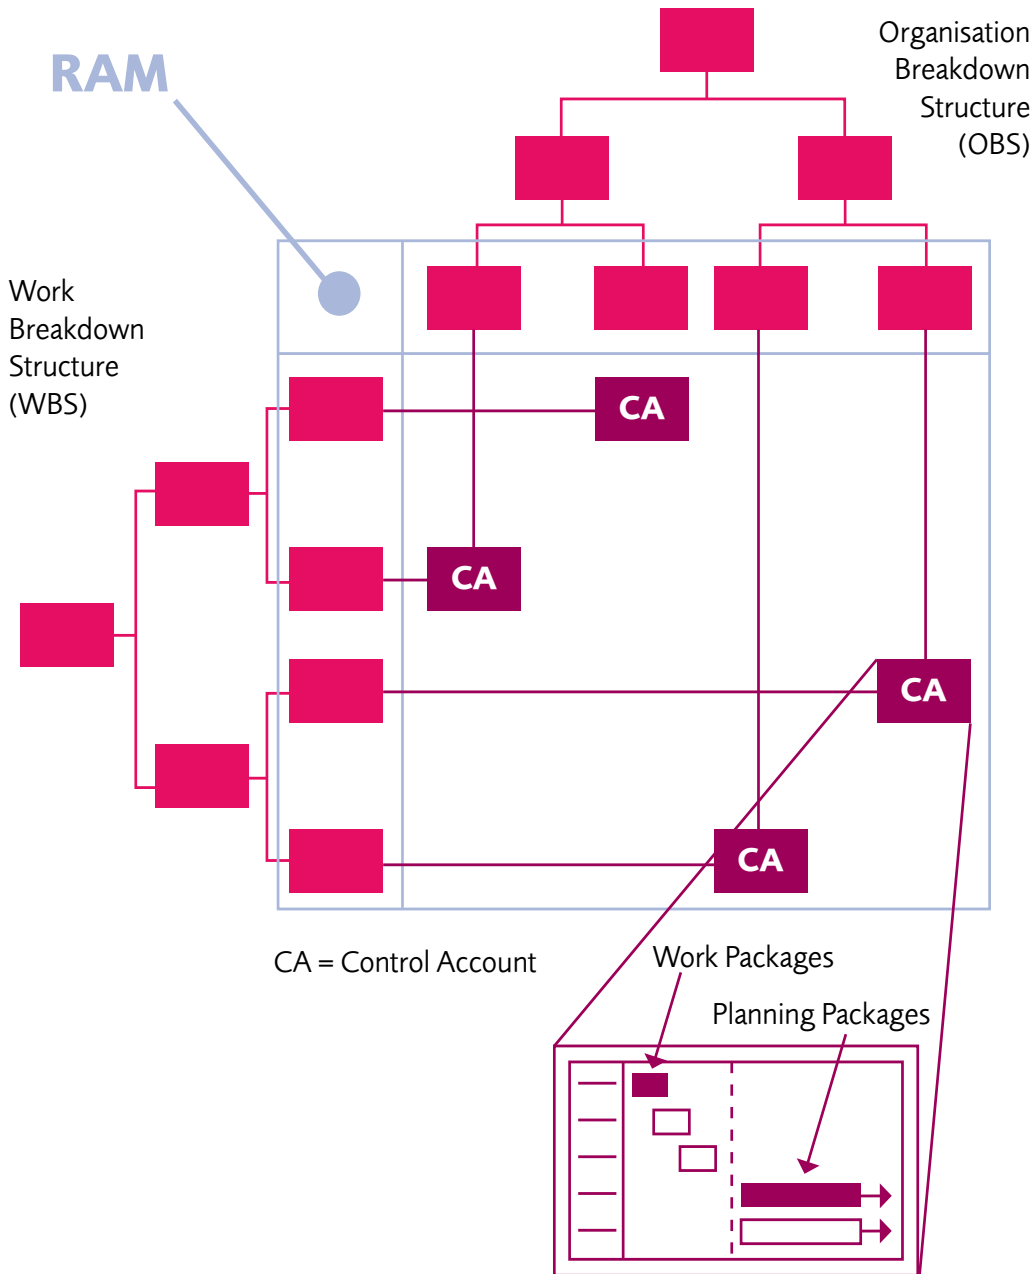 RAM
Organisation
Breakdown
Structure
(OBS)
Work
Breakdown
Structure
(WBS)
CA
CA
CA
CA
CA = Control Account
Work Packages
Planning Packages